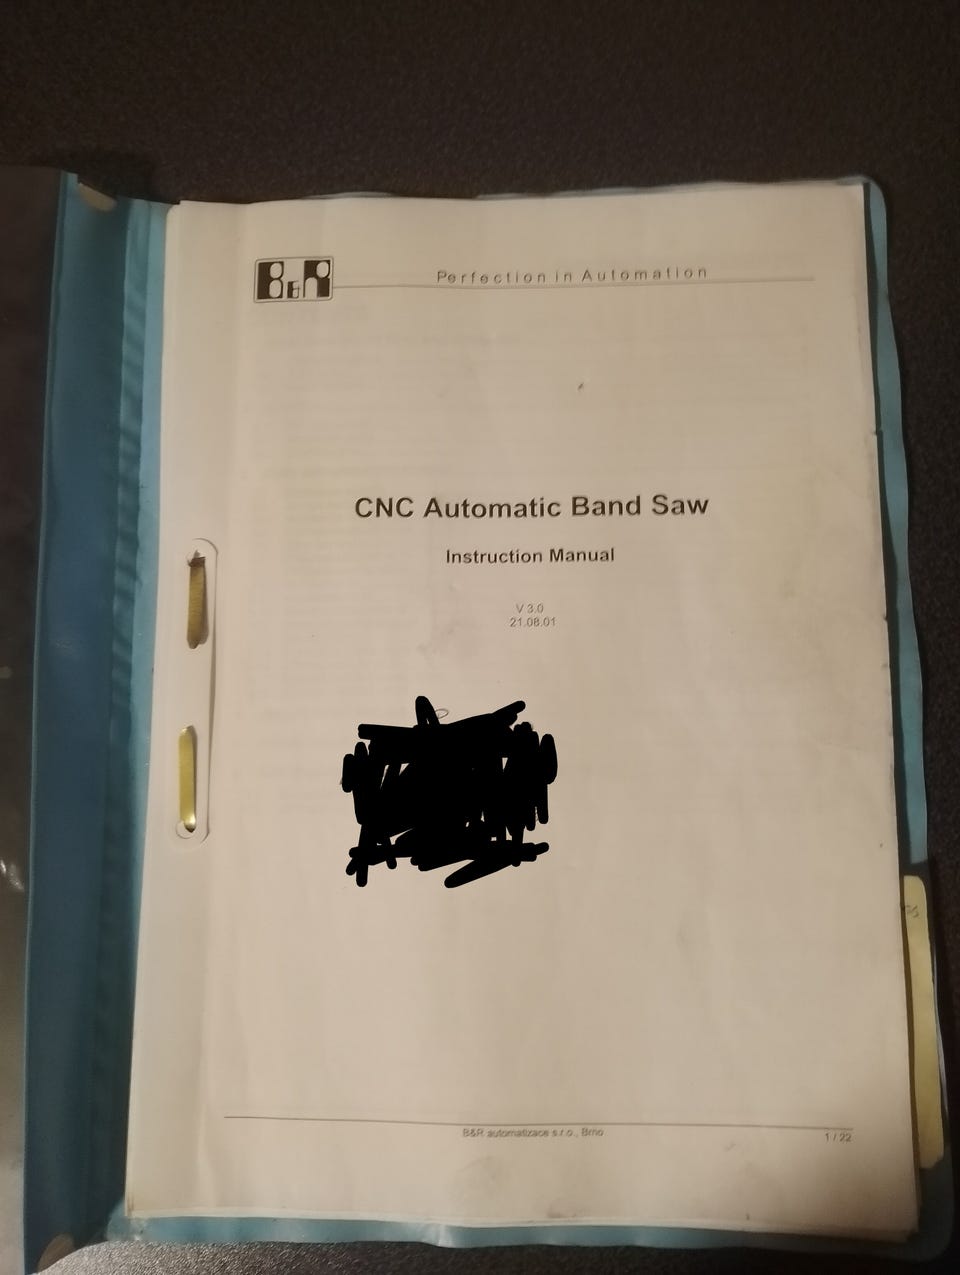 B&R
Perfection in Automation
CNC Automatic Band Saw
Instruction Manual
V 3.0
21.08.01
B&R automatizace s.r.o., Brno
1 / 22